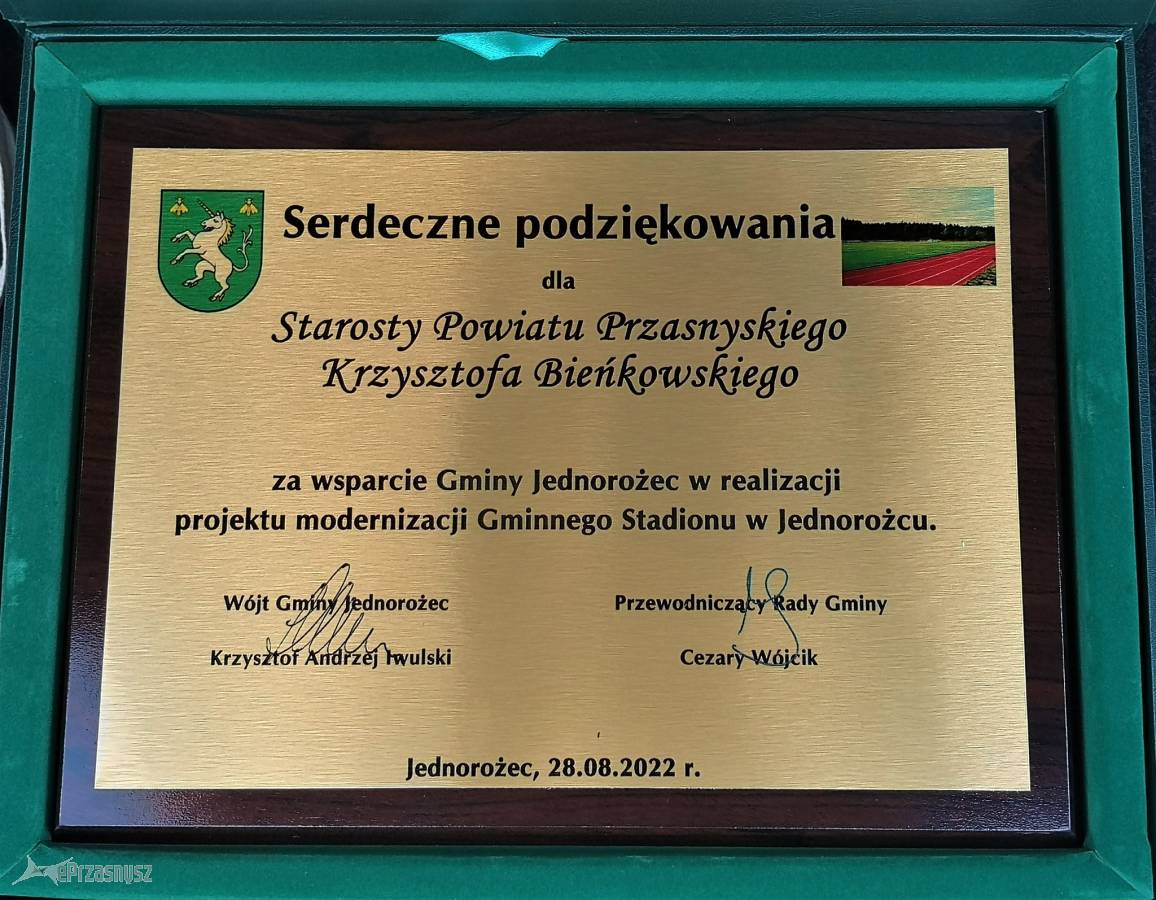 Serdeczne podziękowania
dla
Starosty Powiatu Przasnyskiego
Krzysztofa Bieńkowskiego
za wsparcie Gminy Jednorożec w realizacji
projektu modernizacji Gminnego Stadionu w Jednorożcu.
Wójt Gminy Jednorożec
Przewodniczący Rady Gminy
Krzysztof Andrzej Iwulski
Cezary Wójcik
Jednorożec, 28.08.2022 r.
ePrzasnysz